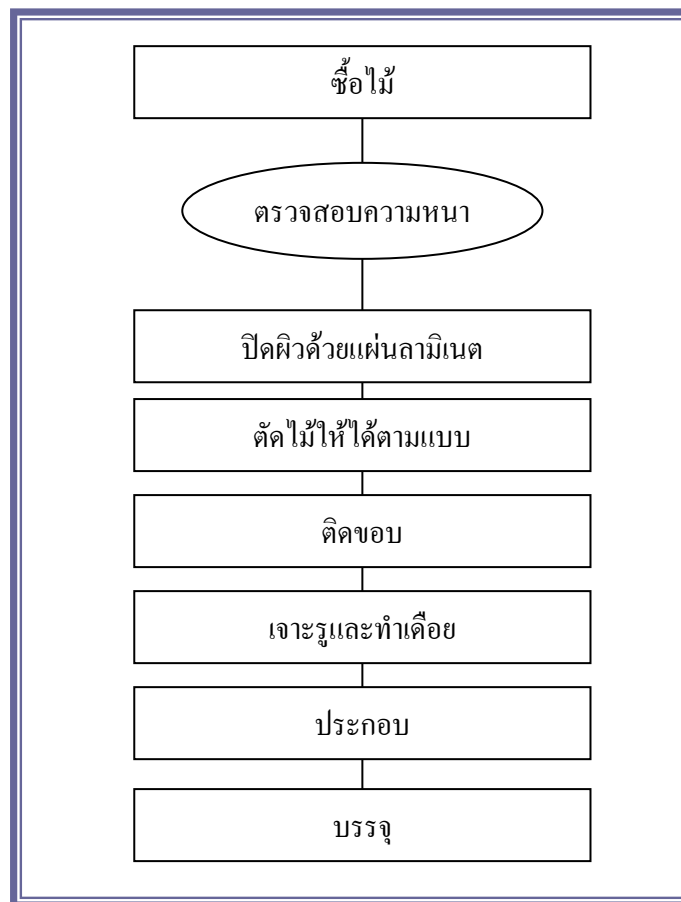 ซื้อไม้
ตรวจสอบความหนา
ปิดผิวด้วยแผ่นลามิเนต
ตัดไม้ให้ได้ตามแบบ
ติดขอบ
เจาะรูและทำเดือย
ประกอบ
บรรจุ